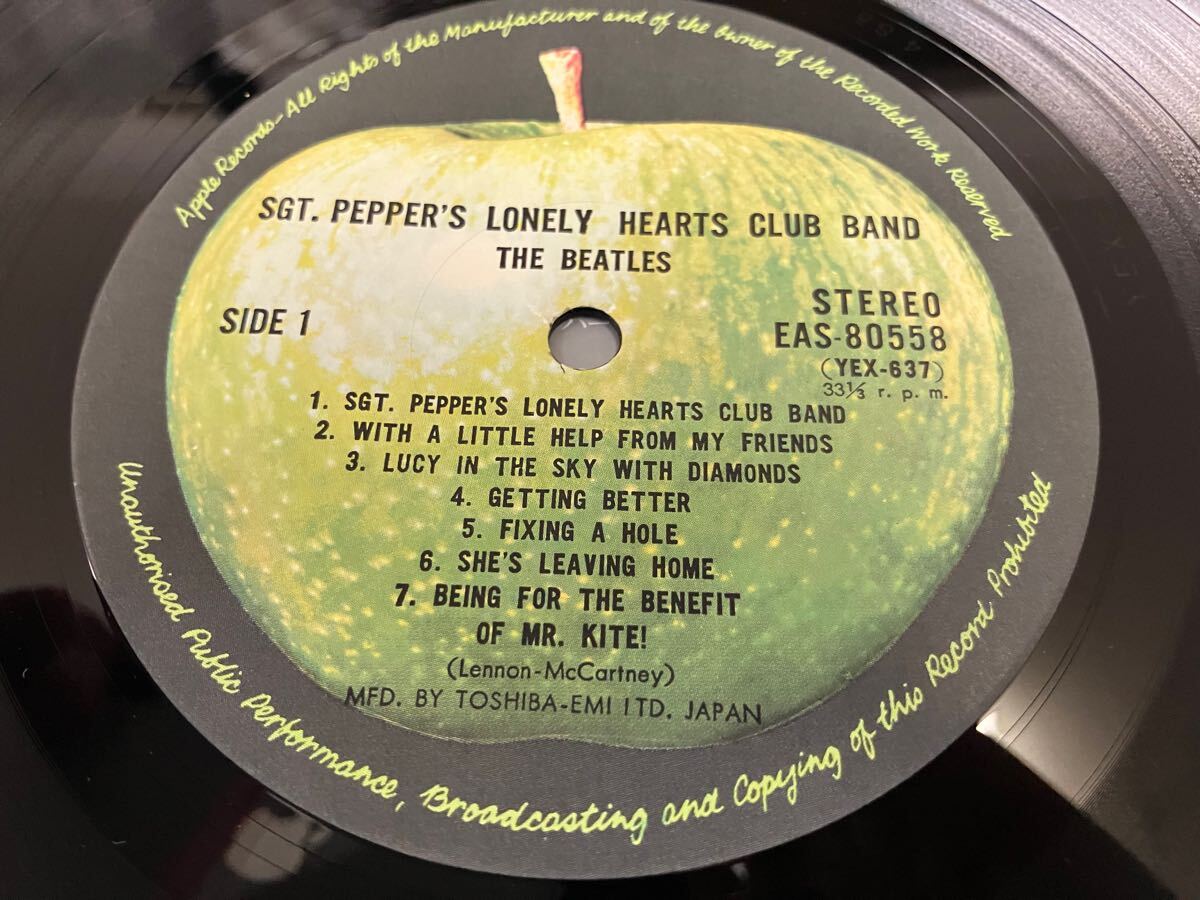 Apple Records-All Rights of the Manufacturer and of the Owner of the Recorded Work Reserved
SGT. PEPPER'S LONELY HEARTS CLUB BAND
THE BEATLES
SIDE 1
STEREO
EAS-80558
(YEX-637)
33⅓ r. p. m.
1. SGT. PEPPER'S LONELY HEARTS CLUB BAND
2. WITH A LITTLE HELP FROM MY FRIENDS
3. LUCY IN THE SKY WITH DIAMONDS
4. GETTING BETTER
5. FIXING A HOLE
6. SHE'S LEAVING HOME
7. BEING FOR THE BENEFIT
OF MR. KITE!
(Lennon-McCartney)
MFD. BY TOSHIBA-EMI LTD. JAPAN
Unauthorised Public Performance, Broadcasting and Copying of this Record Prohibited